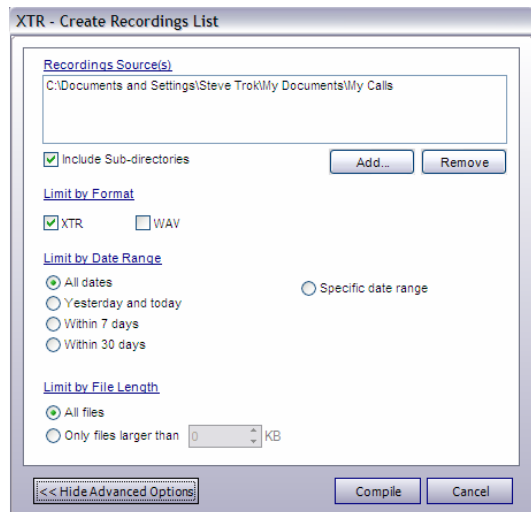 XTR - Create Recordings List
Recordings Source(s)
C:\Documents and Settings\Steve Trok\My Documents\My Calls
Include Sub-directories
Add...
Remove
Limit by Format
XTR
WAV
Limit by Date Range
All dates
Specific date range
Yesterday and today
Within 7 days
Within 30 days
Limit by File Length
All files
Only files larger than 0 KB
<< Hide Advanced Options
Compile
Cancel